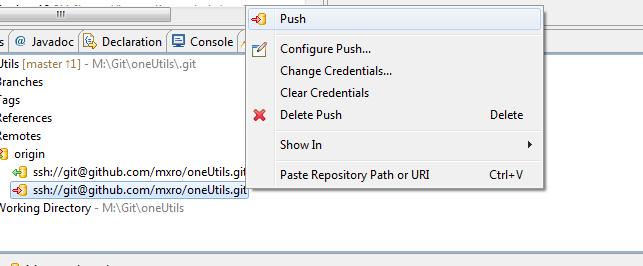 Push
s @ Javadoc Declaration Console
Configure Push...
Utils [master ↑1] - M:\Git\oneUtils\.git
Change Credentials...
Branches
Clear Credentials
Tags
References
Delete Push Delete
Remotes
origin
Show In
ssh://git@github.com/mxro/oneUtils.git
Paste Repository Path or URI Ctrl+V
ssh://git@github.com/mxro/oneUtils.git
Working Directory - M:\Git\oneUtils